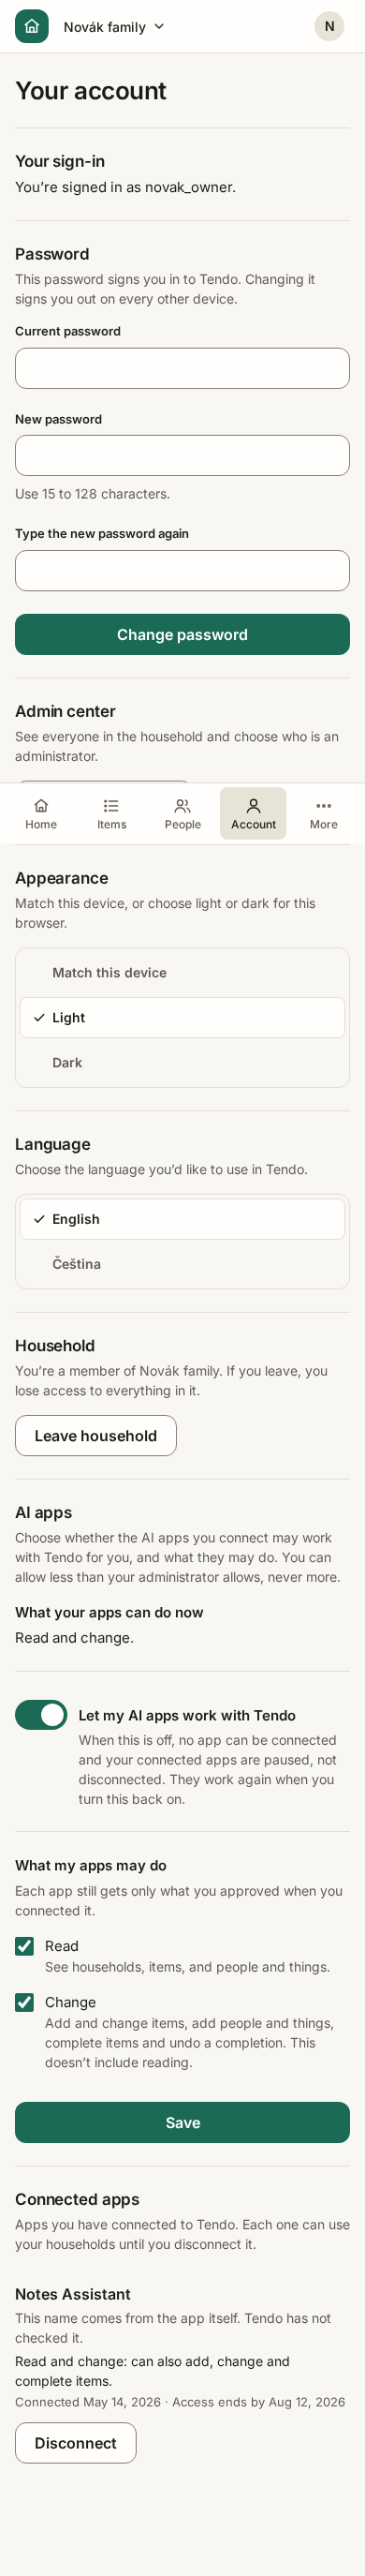 Novák family
N
Your account
Your sign-in
You’re signed in as novak_owner.
Password
This password signs you in to Tendo. Changing it
signs you out on every other device.
Current password
New password
Use 15 to 128 characters.
Type the new password again
Change password
Admin center
See everyone in the household and choose who is an
administrator.
Home
Items
People
Account
More
Appearance
Match this device, or choose light or dark for this
browser.
Match this device
Light
Dark
Language
Choose the language you’d like to use in Tendo.
English
Čeština
Household
You’re a member of Novák family. If you leave, you
lose access to everything in it.
Leave household
AI apps
Choose whether the AI apps you connect may work
with Tendo for you, and what they may do. You can
allow less than your administrator allows, never more.
What your apps can do now
Read and change.
Let my AI apps work with Tendo
When this is off, no app can be connected
and your connected apps are paused, not
disconnected. They work again when you
turn this back on.
What my apps may do
Each app still gets only what you approved when you
connected it.
Read
See households, items, and people and things.
Change
Add and change items, add people and things,
complete items and undo a completion. This
doesn’t include reading.
Save
Connected apps
Apps you have connected to Tendo. Each one can use
your households until you disconnect it.
Notes Assistant
This name comes from the app itself. Tendo has not
checked it.
Read and change: can also add, change and
complete items.
Connected May 14, 2026 · Access ends by Aug 12, 2026
Disconnect